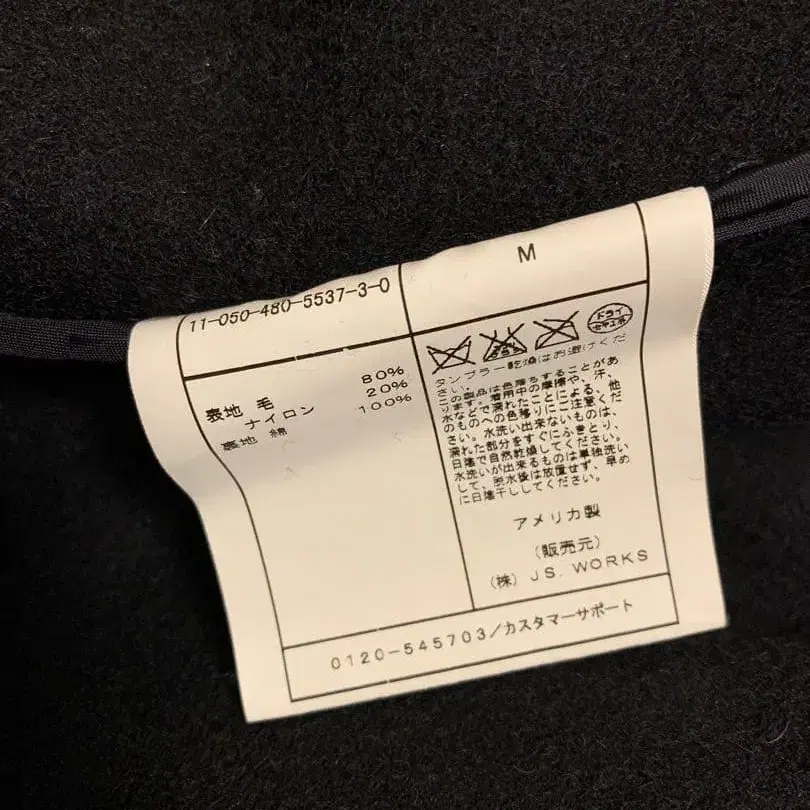 11-050-480-5537-3-0
M
表地 毛 80%
ナイロン 20%
裏地 綿 100%
ドライ
セキユ系
タンブラー乾燥はお避けくだ
さい。
この製品は色落ちすることがあ
ります。着用中の摩擦や、汗、
水などで濡れたことによる、他
のものへの色移りにご注意くだ
さい。水洗い出来ないものは、
濡れた部分をすぐにふきとり、
日陰で自然乾燥してください。
水洗いが出来るものは単独洗い
して、脱水後は放置せず、早め
に日陰干ししてください。
アメリカ製
(販売元)
(株) J.S. WORKS
0120-545703/カスタマーサポート